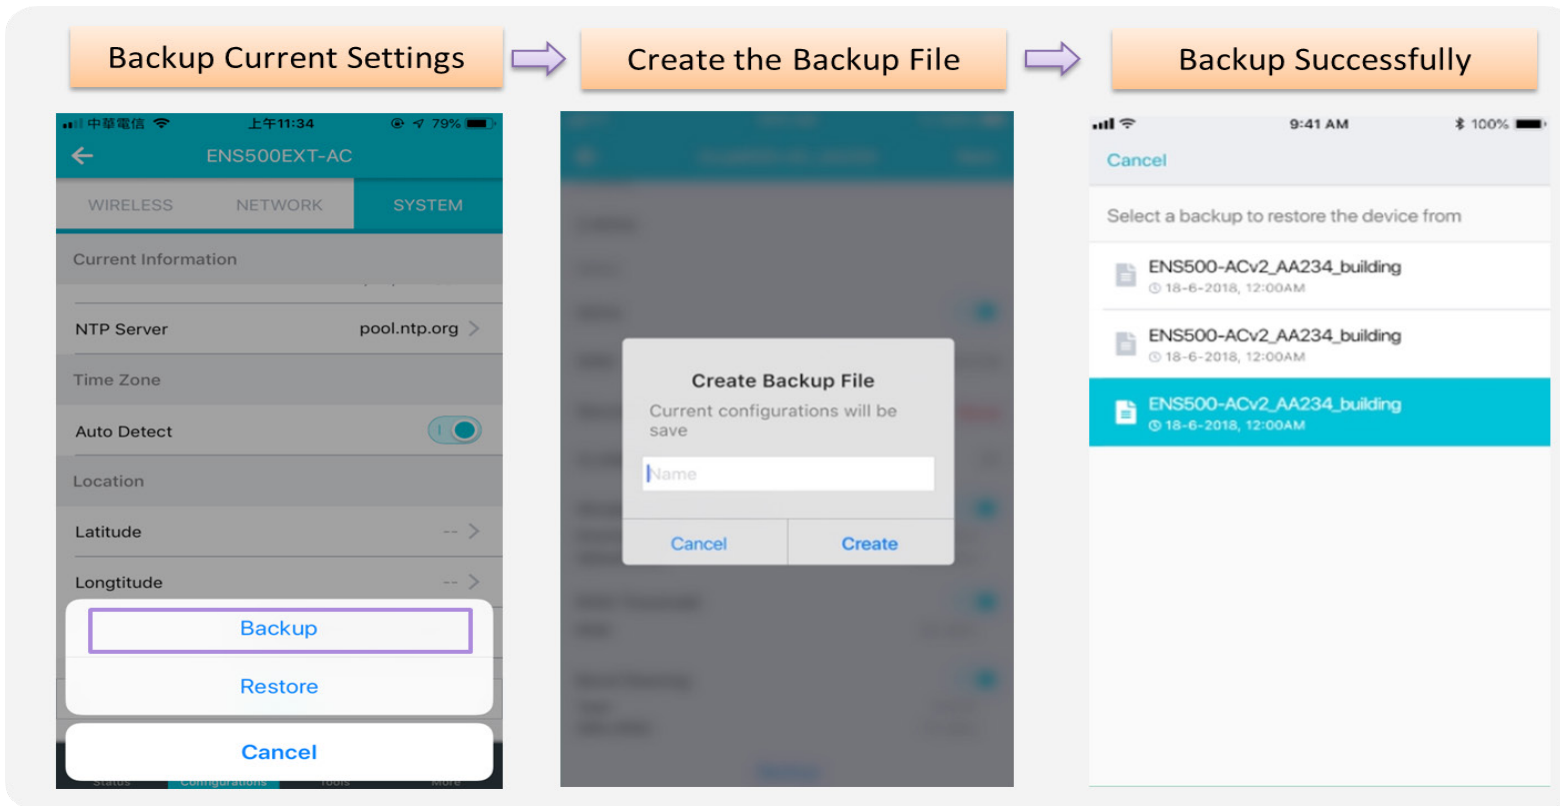 Backup Current Settings
Create the Backup File
Backup Successfully
中華電信 上午11:34 79%
ENS500EXT-AC
WIRELESS NETWORK SYSTEM
Current Information
NTP Server pool.ntp.org
Time Zone
Auto Detect
Location
Latitude --
Longtitude --
Backup
Restore
Cancel
Status Configurations Tools More
Create Backup File
Current configurations will be
save
Name
Cancel Create
9:41 AM 100%
Cancel
Select a backup to restore the device from
ENS500-ACv2_AA234_building
18-6-2018, 12:00AM
ENS500-ACv2_AA234_building
18-6-2018, 12:00AM
ENS500-ACv2_AA234_building
18-6-2018, 12:00AM